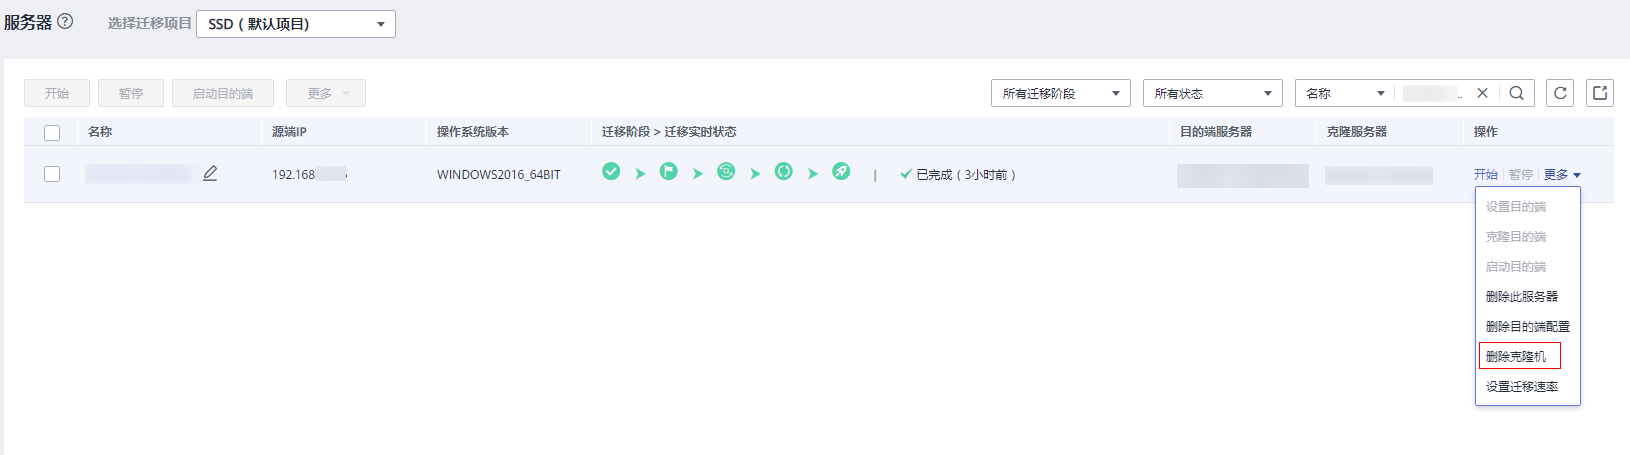 服务器 选择迁移项目 SSD（默认项目）
开始 暂停 启动目的端 更多 所有迁移阶段 所有状态 名称 ..
名称 源端IP 操作系统版本 迁移阶段 > 迁移实时状态 目的端服务器 克隆服务器 操作
192.168 WINDOWS2016_64BIT | 已完成（3小时前） 开始 暂停 更多
设置目的端
克隆目的端
启动目的端
删除此服务器
删除目的端配置
删除克隆机
设置迁移速率